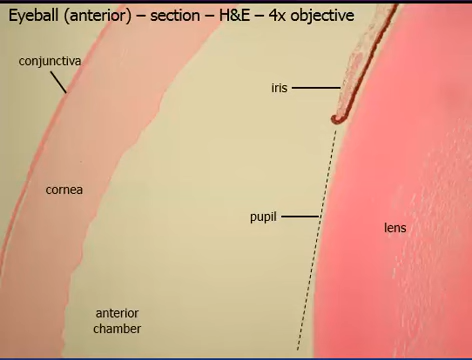 Eyeball (anterior) – section – H&E – 4x objective
conjunctiva
iris
cornea
pupil
lens
anterior
chamber